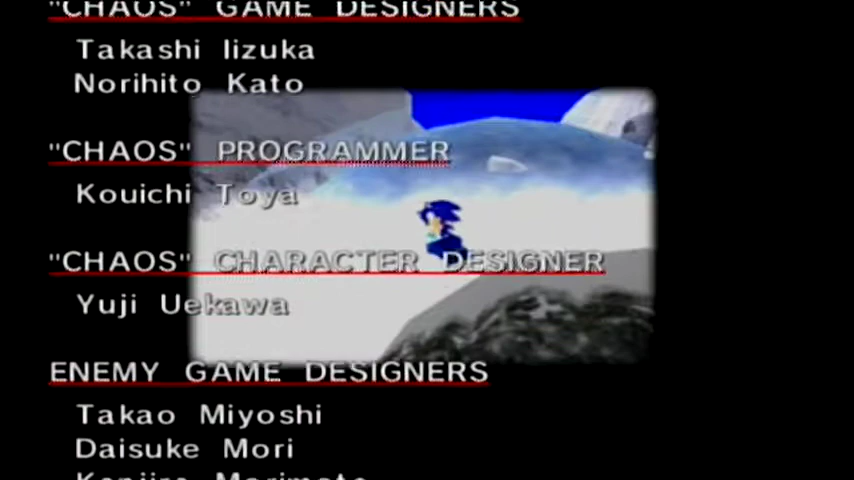 "CHAOS" GAME DESIGNERS
Takashi Iizuka
Norihito Kato
"CHAOS" PROGRAMMER
Kouichi Toya
"CHAOS" CHARACTER DESIGNER
Yuji Uekawa
ENEMY GAME DESIGNERS
Takao Miyoshi
Daisuke Mori